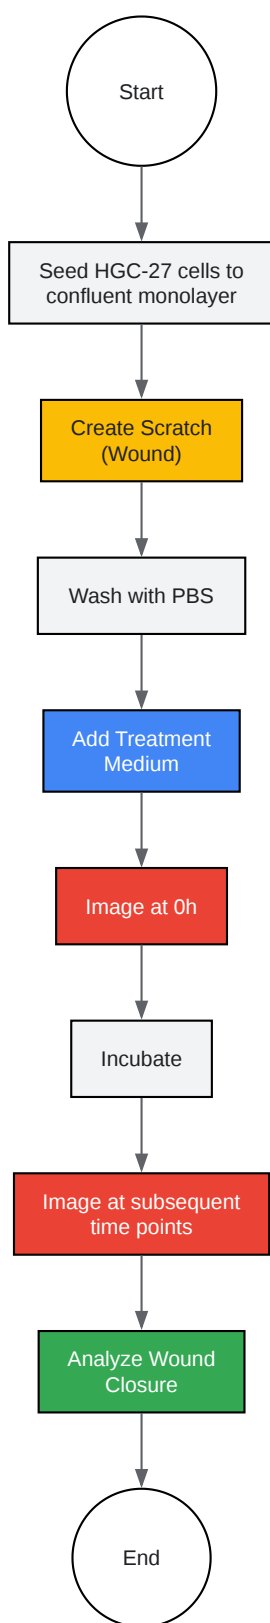 Start
Seed HGC-27 cells to
confluent monolayer
Create Scratch
(Wound)
Wash with PBS
Add Treatment
Medium
Image at 0h
Incubate
Image at subsequent
time points
Analyze Wound
Closure
End